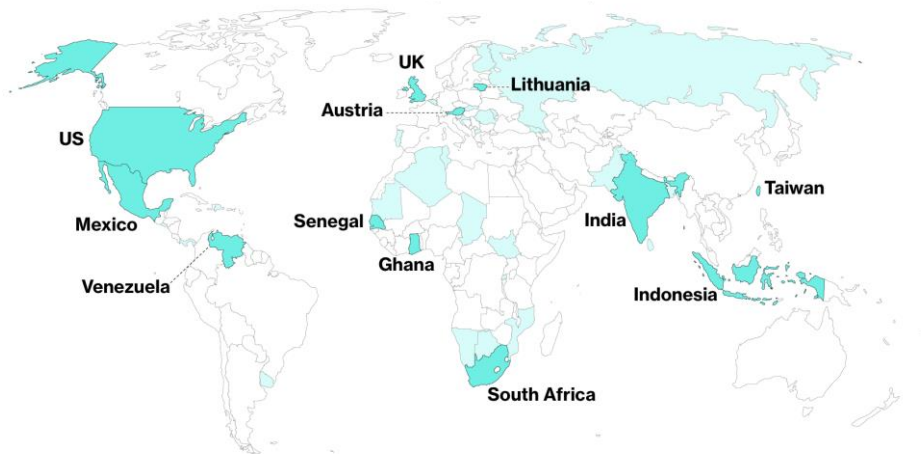 UK
Lithuania
Austria
US
Taiwan
Mexico
Senegal
India
Ghana
Venezuela
Indonesia
South Africa